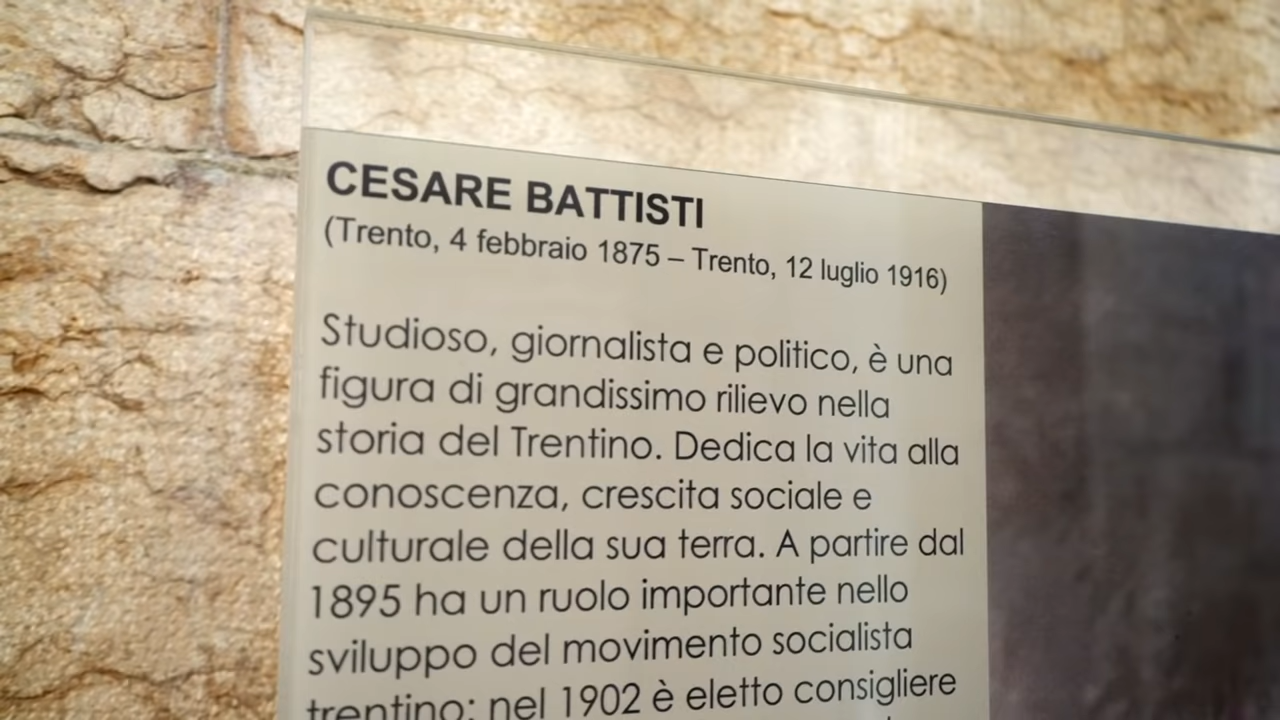 CESARE BATTISTI
(Trento, 4 febbraio 1875 – Trento, 12 luglio 1916)
Studioso, giornalista e politico, è una
figura di grandissimo rilievo nella
storia del Trentino. Dedica la vita alla
conoscenza, crescita sociale e
culturale della sua terra. A partire dal
1895 ha un ruolo importante nello
sviluppo del movimento socialista
trentino; nel 1902 è eletto consigliere